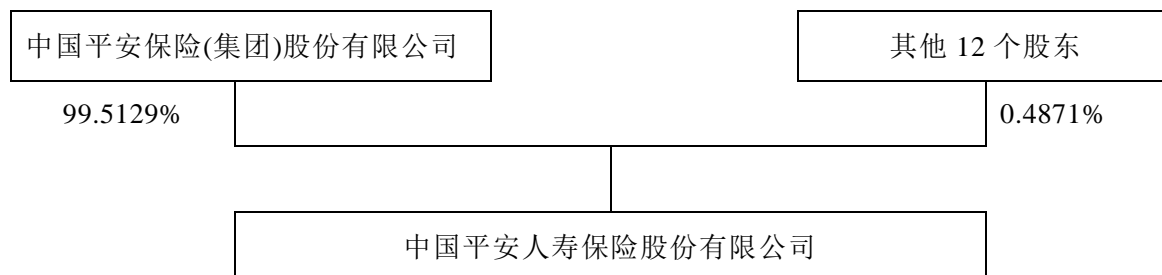 中国平安保险(集团)股份有限公司
其他 12 个股东
99.5129%
0.4871%
中国平安人寿保险股份有限公司